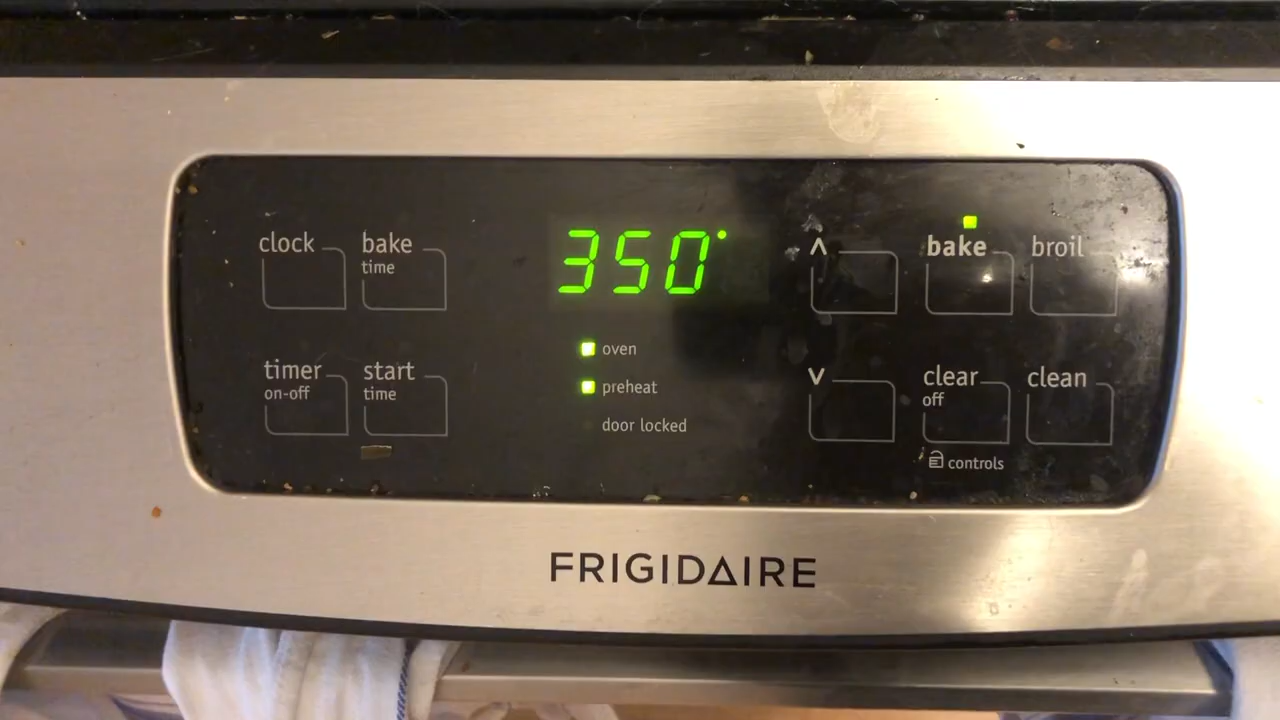 clock
bake
time
350°
^
bake
broil
oven
preheat
door locked
timer
on-off
start
time
v
clear
off
clean
controls
FRIGIDAIRE